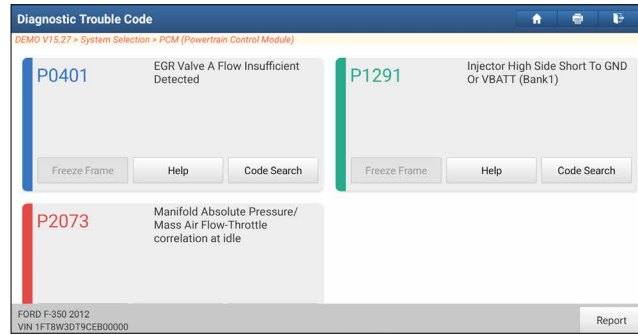 Diagnostic Trouble Code
DEMO V15.27 > System Selection > PCM (Powertrain Control Module)
P0401
EGR Valve A Flow Insufficient
Detected
Freeze Frame
Help
Code Search
P1291
Injector High Side Short To GND
Or VBATT (Bank1)
Freeze Frame
Help
Code Search
P2073
Manifold Absolute Pressure/
Mass Air Flow-Throttle
correlation at idle
FORD F-350 2012
VIN 1FT8W3DT9CEB00000
Report